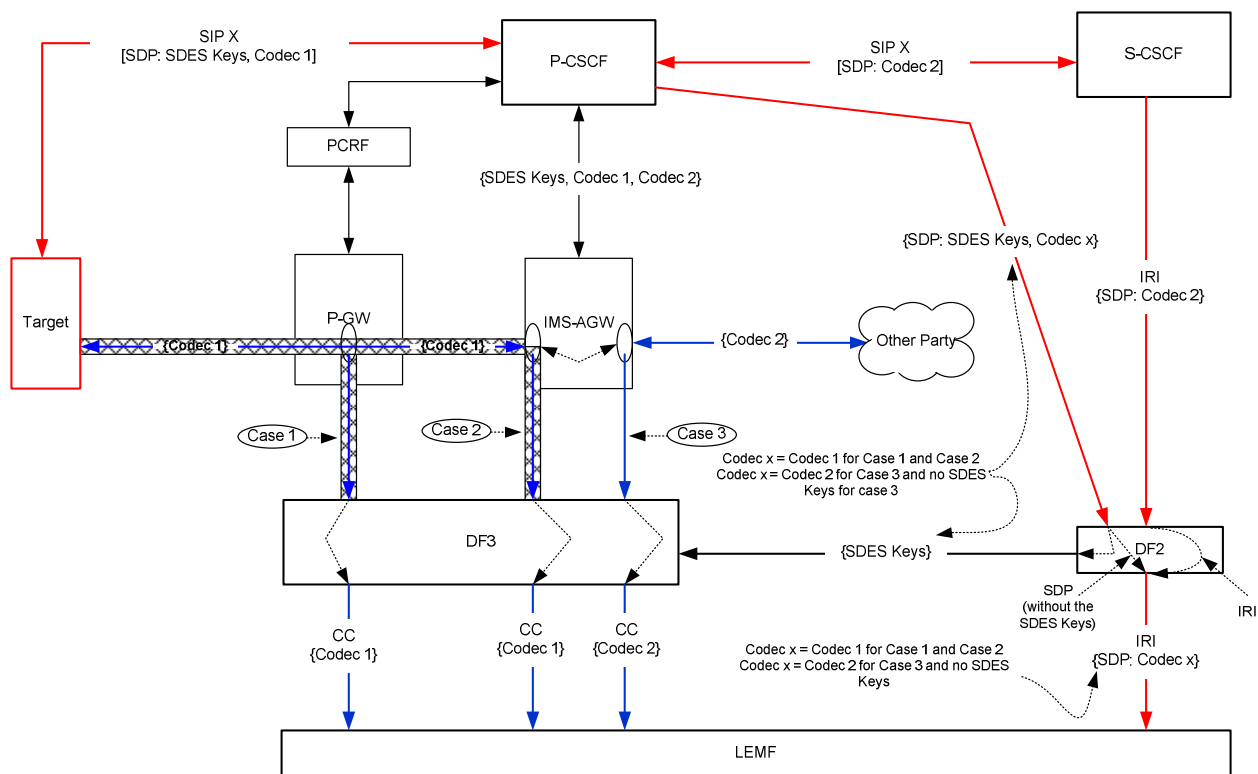 SIP X
[SDP: SDES Keys, Codec 1]
P-CSCF
SIP X
[SDP: Codec 2]
S-CSCF
PCRF
{SDES Keys, Codec 1, Codec 2}
{SDP: SDES Keys, Codec x}
IRI
{SDP: Codec 2}
Target
P-GW
IMS-AGW
{Codec 1}
{Codec 1}
{Codec 2}
Other Party
Case 1
Case 2
Case 3
Codec x = Codec 1 for Case 1 and Case 2
Codec x = Codec 2 for Case 3 and no SDES
Keys for case 3
DF3
{SDES Keys}
DF2
SDP
(without the
SDES Keys)
IRI
CC
{Codec 1}
CC
{Codec 1}
CC
{Codec 2}
Codec x = Codec 1 for Case 1 and Case 2
Codec x = Codec 2 for Case 3 and no SDES
Keys
IRI
{SDP: Codec x}
LEMF